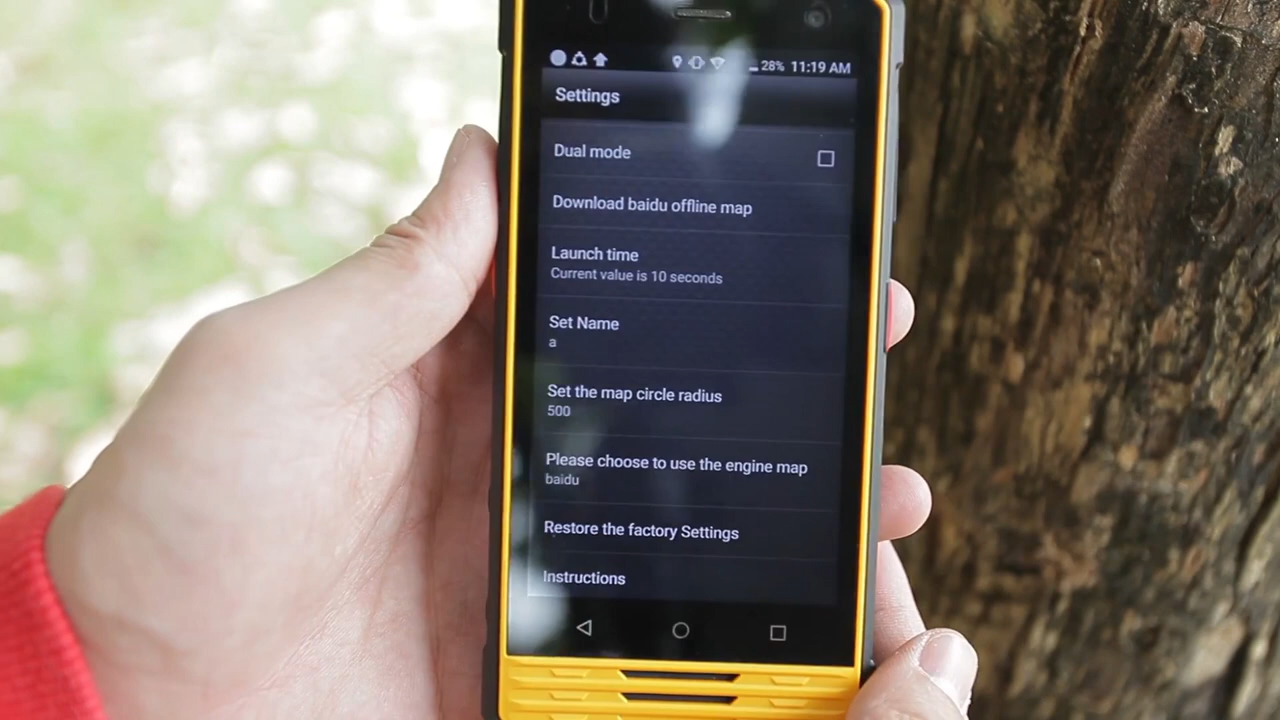 28% 11:19 AM
Settings
Dual mode
Download baidu offline map
Launch time
Current value is 10 seconds
Set Name
a
Set the map circle radius
500
Please choose to use the engine map
baidu
Restore the factory Settings
Instructions